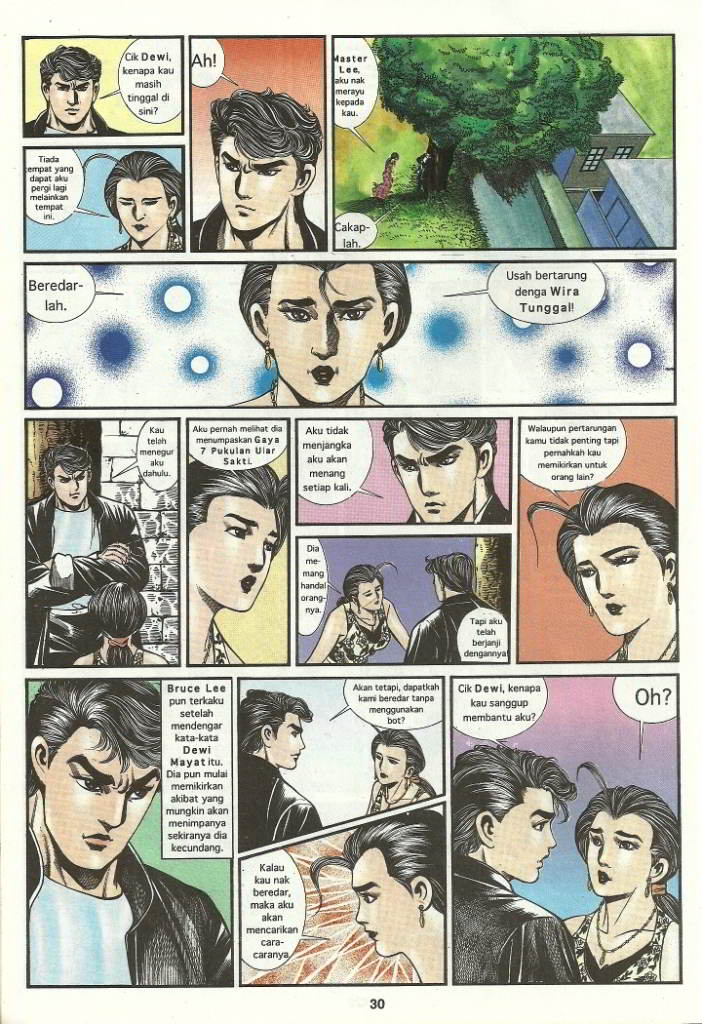 Cik Dewi,
kenapa kau
masih
tinggal di
sini?
Ah!
Master
Lee,
aku nak
merayu
kepada
kau.
Tiada
tempat yang
dapat aku
pergi lagi
melainkan
tempat
ini.
Cakap-
lah.
Beredar-
lah.
Usah bertarung
denga Wira
Tunggal!
Kau
telah
menegur
aku
dahulu.
Aku pernah melihat dia
menumpaskan Gaya
7 Pukulan Ular
Sakti.
Aku tidak
menjangka
aku akan
menang
setiap kali.
Dia
me-
mang
handal
orang-
nya.
Tapi aku
telah
berjanji
dengannya!
Walaupun pertarungan
kamu tidak penting tapi
pernahkah kau
memikirkan untuk
orang lain?
Bruce Lee
pun terkaku
setelah
mendengar
kata-kata
Dewi
Mayat itu.
Dia pun mulai
memikirkan
akibat yang
mungkin akan
menimpanya
sekiranya dia
kecundang.
Akan tetapi, dapatkah
kami beredar tanpa
menggunakan
bot?
Kalau
kau nak
beredar,
maka aku
akan
mencarikan
cara-
caranya.
Cik Dewi, kenapa
kau sanggup
membantu aku?
Oh?
30